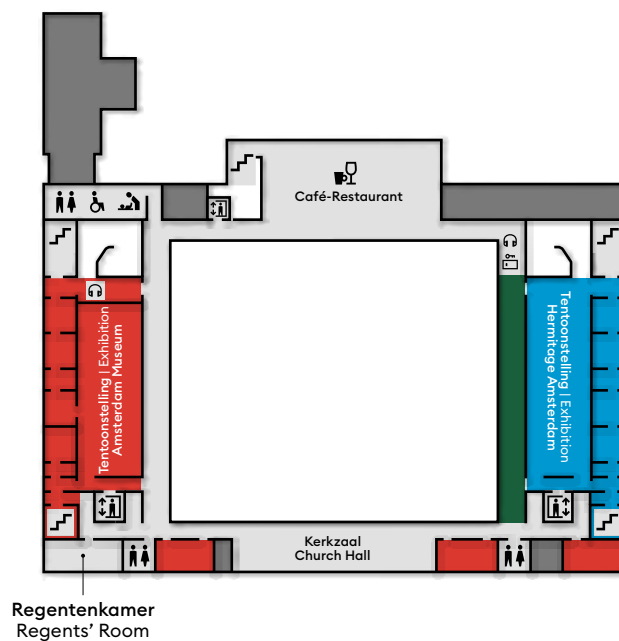 Café-Restaurant
Tentoonstelling | Exhibition
Amsterdam Museum
Tentoonstelling | Exhibition
Hermitage Amsterdam
Kerkzaal
Church Hall
Regentenkamer
Regents’ Room